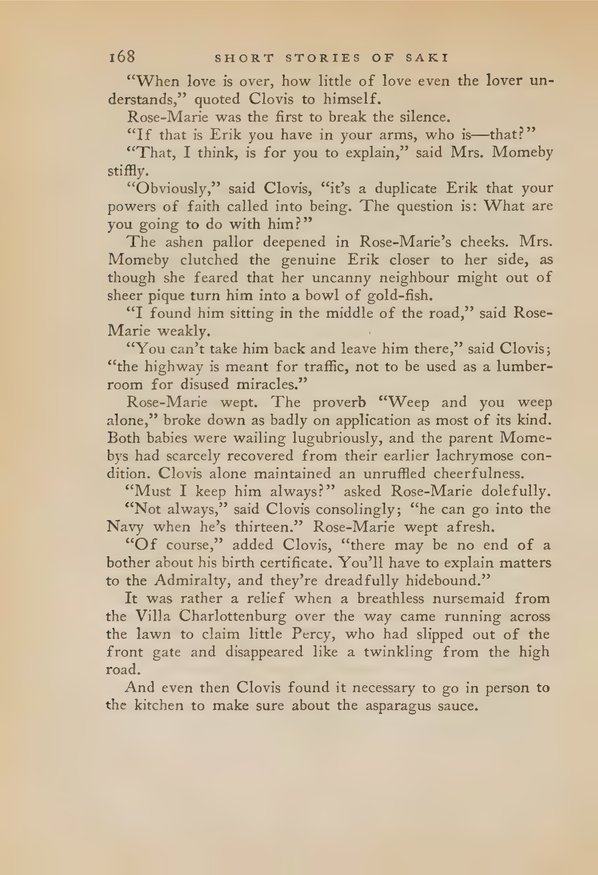 168 SHORT STORIES OF SAKI
“When love is over, how little of love even the lover un-
derstands,” quoted Clovis to himself.
Rose-Marie was the first to break the silence.
“If that is Erik you have in your arms, who is—that?”
“That, I think, is for you to explain,” said Mrs. Momeby
stiffly.
“Obviously,” said Clovis, “it’s a duplicate Erik that your
powers of faith called into being. The question is: What are
you going to do with him?”
The ashen pallor deepened in Rose-Marie’s cheeks. Mrs.
Momeby clutched the genuine Erik closer to her side, as
though she feared that her uncanny neighbour might out of
sheer pique turn him into a bowl of gold-fish.
“I found him sitting in the middle of the road,” said Rose-
Marie weakly.
“You can’t take him back and leave him there,” said Clovis;
“the highway is meant for traffic, not to be used as a lumber-
room for disused miracles.”
Rose-Marie wept. The proverb “Weep and you weep
alone,” broke down as badly on application as most of its kind.
Both babies were wailing lugubriously, and the parent Mome-
bys had scarcely recovered from their earlier lachrymose con-
dition. Clovis alone maintained an unruffled cheerfulness.
“Must I keep him always?” asked Rose-Marie dolefully.
“Not always,” said Clovis consolingly; “he can go into the
Navy when he’s thirteen.” Rose-Marie wept afresh.
“Of course,” added Clovis, “there may be no end of a
bother about his birth certificate. You’ll have to explain matters
to the Admiralty, and they’re dreadfully hidebound.”
It was rather a relief when a breathless nursemaid from
the Villa Charlottenburg over the way came running across
the lawn to claim little Percy, who had slipped out of the
front gate and disappeared like a twinkling from the high
road.
And even then Clovis found it necessary to go in person to
the kitchen to make sure about the asparagus sauce.